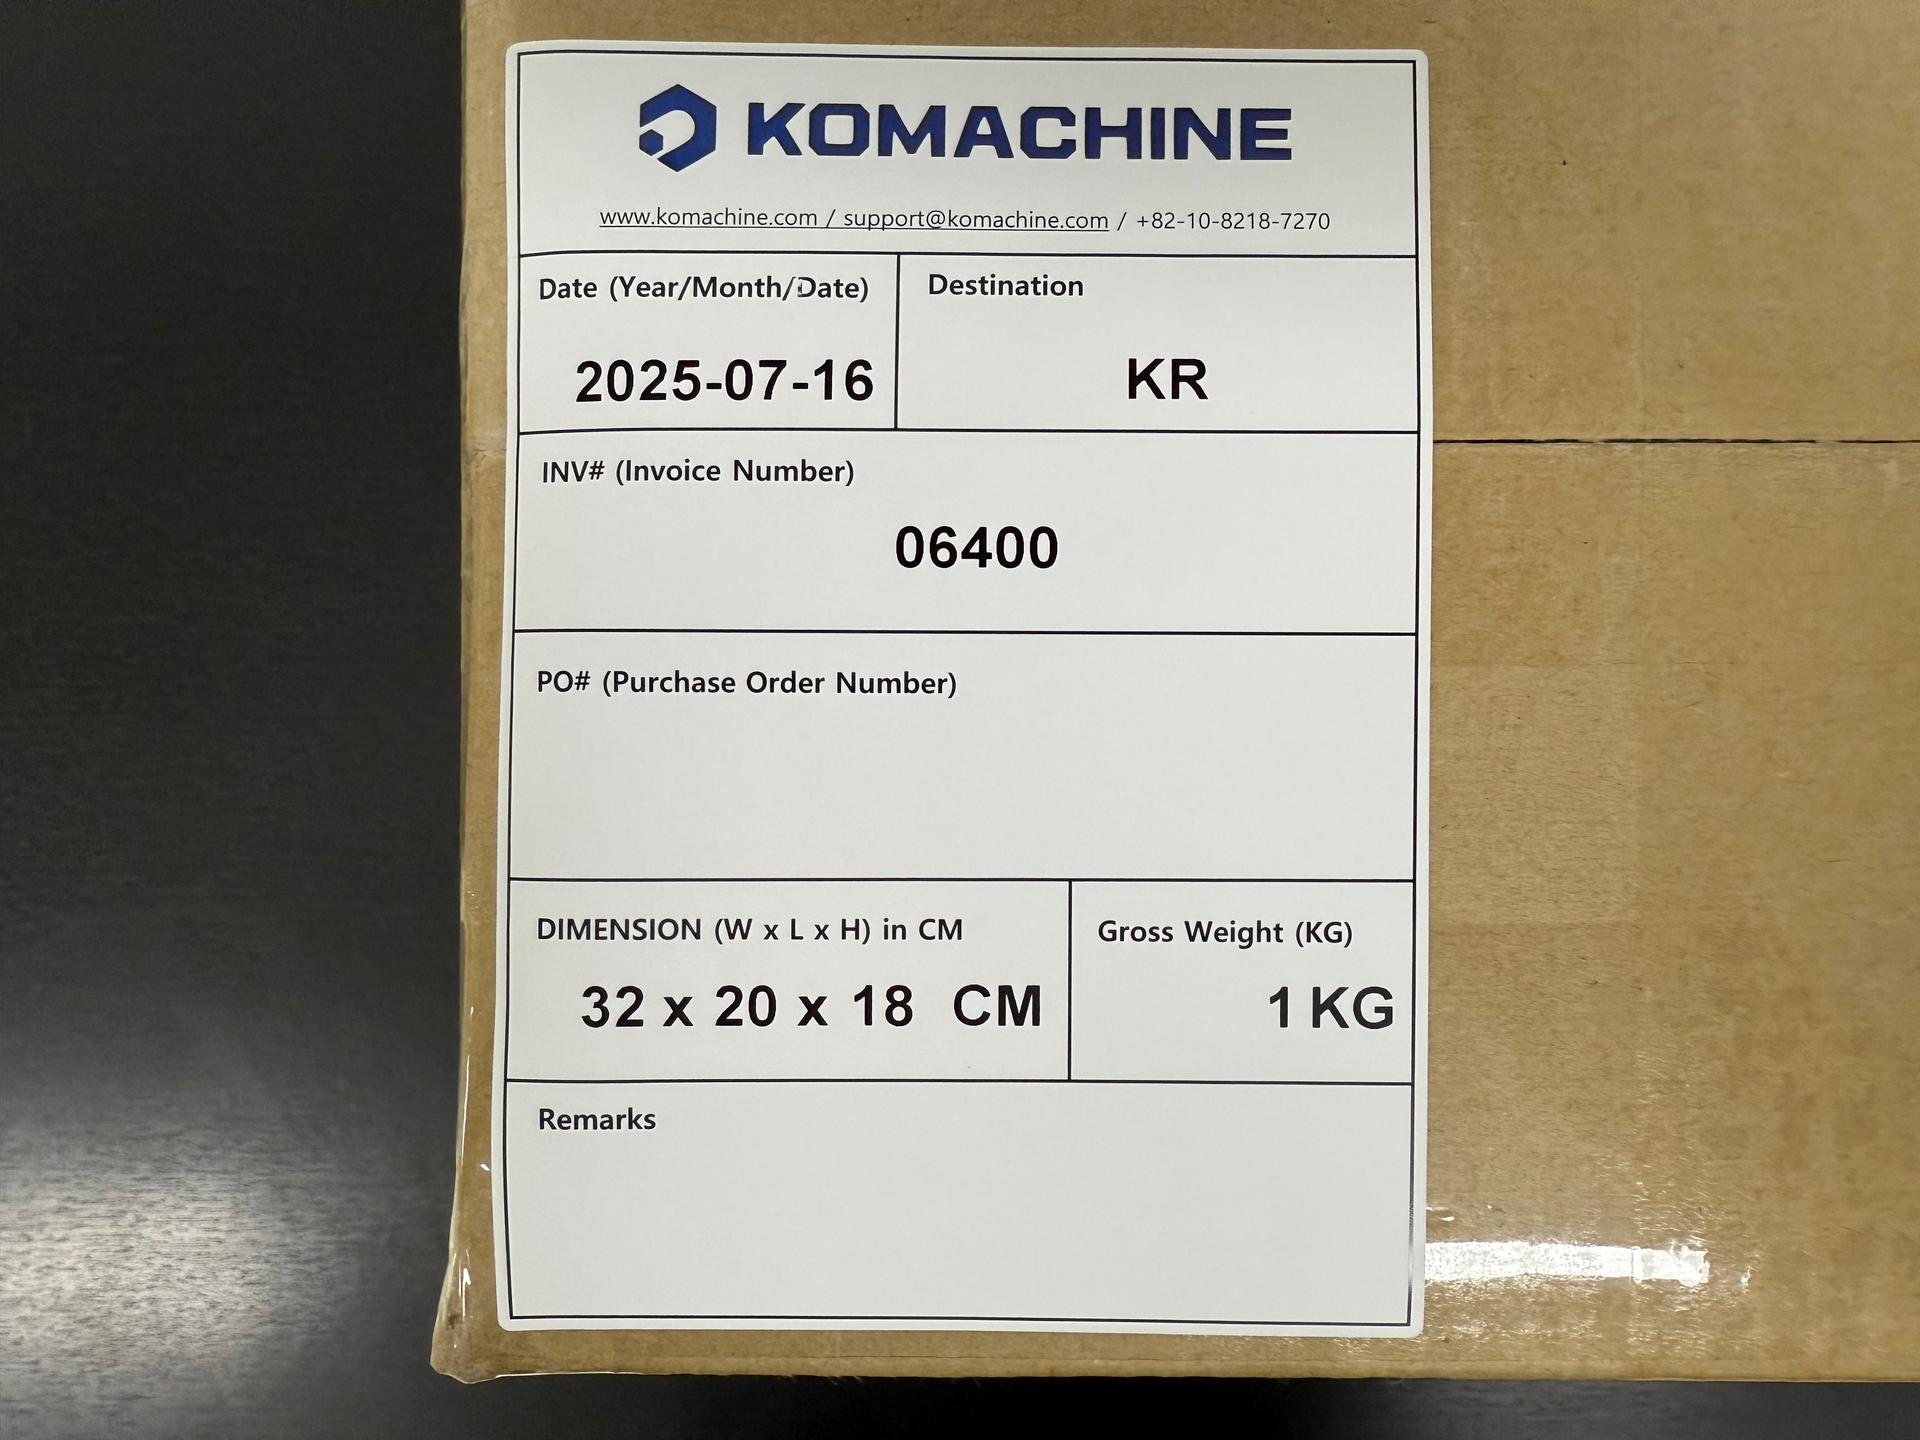 KOMACHINE
www.komachine.com / support@komachine.com / +82-10-8218-7270
Date (Year/Month/Date)
2025-07-16
Destination
KR
INV# (Invoice Number)
06400
PO# (Purchase Order Number)
DIMENSION (W x L x H) in CM
32 x 20 x 18 CM
Gross Weight (KG)
1 KG
Remarks